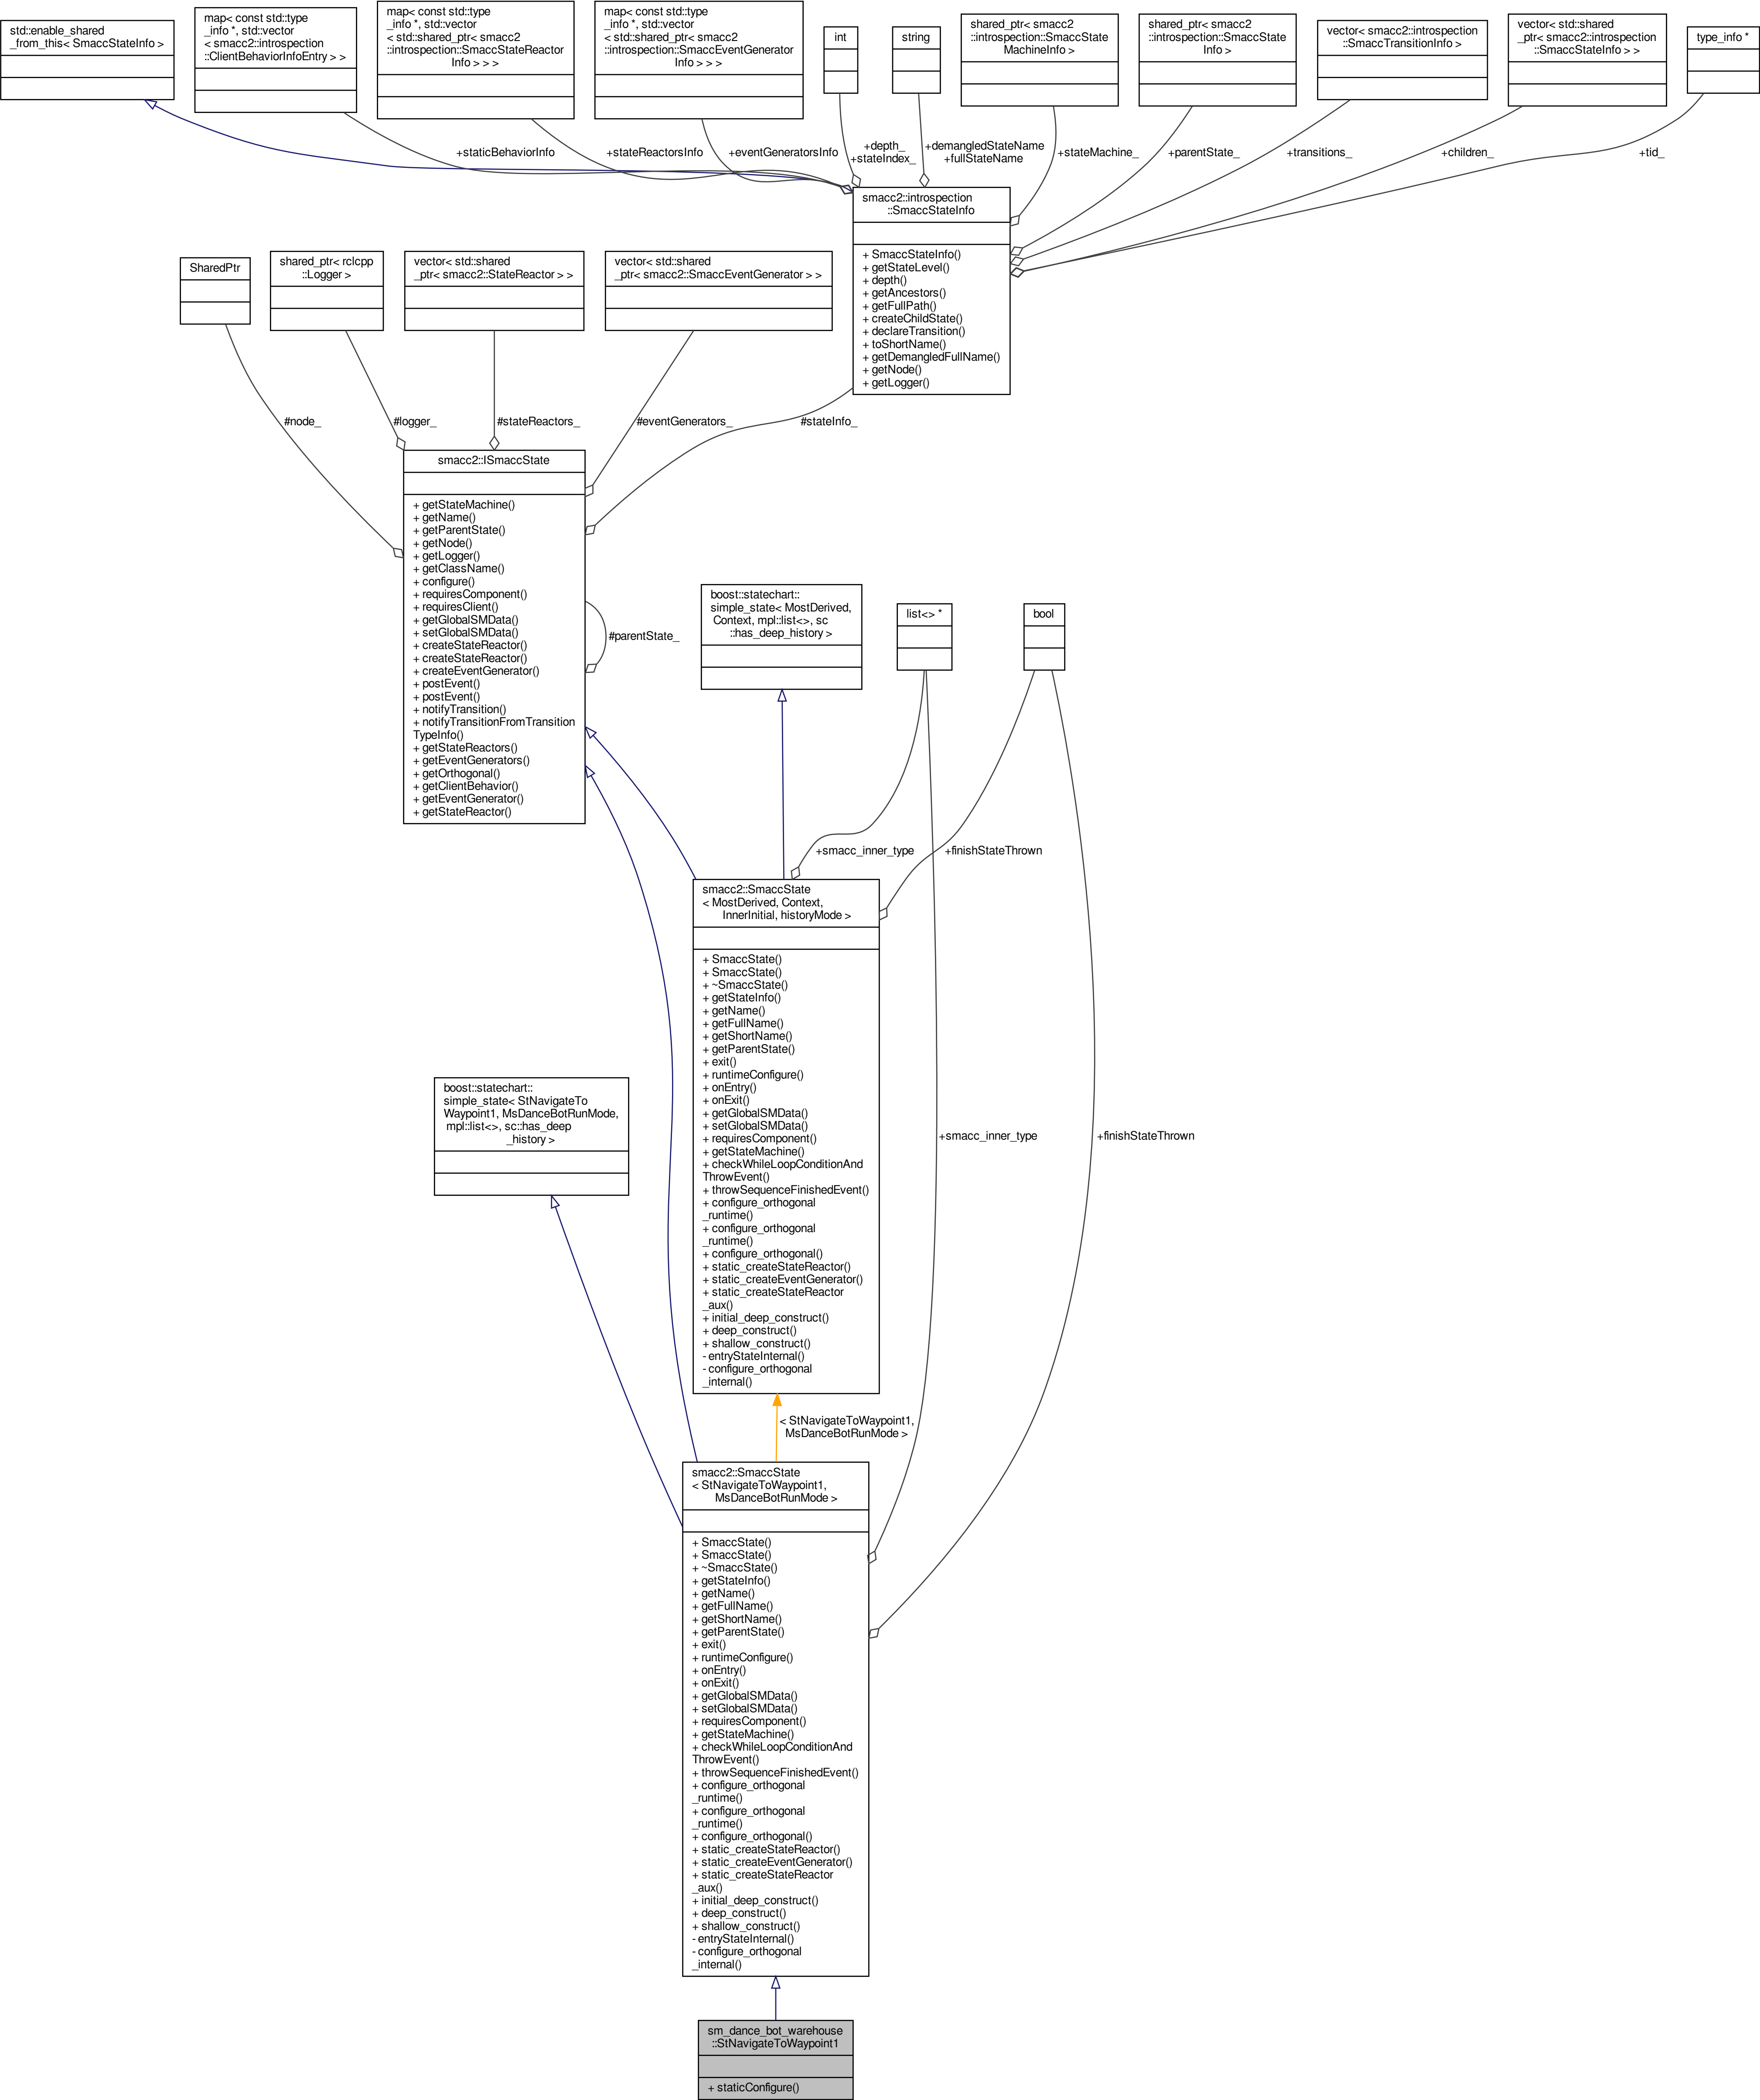 std::enable_shared
_from_this< SmaccStateInfo >
map< const std::type
_info *, std::vector
< smacc2::introspection
::ClientBehaviorInfoEntry > >
map< const std::type
_info *, std::vector
< std::shared_ptr< smacc2
::introspection::SmaccStateReactor
Info > > >
map< const std::type
_info *, std::vector
< std::shared_ptr< smacc2
::introspection::SmaccEventGenerator
Info > > >
int
string
shared_ptr< smacc2
::introspection::SmaccState
MachineInfo >
shared_ptr< smacc2
::introspection::SmaccState
Info >
vector< smacc2::introspection
::SmaccTransitionInfo >
vector< std::shared
_ptr< smacc2::introspection
::SmaccStateInfo > >
type_info *
+staticBehaviorInfo
+stateReactorsInfo
+eventGeneratorsInfo
+depth_
+stateIndex_
+demangledStateName
+fullStateName
+stateMachine_
+parentState_
+transitions_
+children_
+tid_
smacc2::introspection
::SmaccStateInfo
+ SmaccStateInfo()
+ getStateLevel()
+ depth()
+ getAncestors()
+ getFullPath()
+ createChildState()
+ declareTransition()
+ toShortName()
+ getDemangledFullName()
+ getNode()
+ getLogger()
SharedPtr
shared_ptr< rclcpp
::Logger >
vector< std::shared
_ptr< smacc2::StateReactor > >
vector< std::shared
_ptr< smacc2::SmaccEventGenerator > >
#node_
#logger_
#stateReactors_
#eventGenerators_
#stateInfo_
smacc2::ISmaccState
+ getStateMachine()
+ getName()
+ getParentState()
+ getNode()
+ getLogger()
+ getClassName()
+ configure()
+ requiresComponent()
+ requiresClient()
+ getGlobalSMData()
+ setGlobalSMData()
+ createStateReactor()
+ createStateReactor()
+ createEventGenerator()
+ postEvent()
+ postEvent()
+ notifyTransition()
+ notifyTransitionFromTransition
TypeInfo()
+ getStateReactors()
+ getEventGenerators()
+ getOrthogonal()
+ getClientBehavior()
+ getEventGenerator()
+ getStateReactor()
#parentState_
boost::statechart::
simple_state< MostDerived,
Context, mpl::list<>, sc
::has_deep_history >
list<> *
bool
+smacc_inner_type
+finishStateThrown
smacc2::SmaccState
< MostDerived, Context,
InnerInitial, historyMode >
+ SmaccState()
+ SmaccState()
+ ~SmaccState()
+ getStateInfo()
+ getName()
+ getFullName()
+ getShortName()
+ getParentState()
+ exit()
+ runtimeConfigure()
+ onEntry()
+ onExit()
+ getGlobalSMData()
+ setGlobalSMData()
+ requiresComponent()
+ getStateMachine()
+ checkWhileLoopConditionAnd
ThrowEvent()
+ throwSequenceFinishedEvent()
+ configure_orthogonal
_runtime()
+ configure_orthogonal
_runtime()
+ configure_orthogonal()
+ static_createStateReactor()
+ static_createEventGenerator()
+ static_createStateReactor
_aux()
+ initial_deep_construct()
+ deep_construct()
+ shallow_construct()
- entryStateInternal()
- configure_orthogonal
_internal()
boost::statechart::
simple_state< StNavigateTo
Waypoint1, MsDanceBotRunMode,
mpl::list<>, sc::has_deep
_history >
+smacc_inner_type
+finishStateThrown
< StNavigateToWaypoint1,
MsDanceBotRunMode >
smacc2::SmaccState
< StNavigateToWaypoint1,
MsDanceBotRunMode >
+ SmaccState()
+ SmaccState()
+ ~SmaccState()
+ getStateInfo()
+ getName()
+ getFullName()
+ getShortName()
+ getParentState()
+ exit()
+ runtimeConfigure()
+ onEntry()
+ onExit()
+ getGlobalSMData()
+ setGlobalSMData()
+ requiresComponent()
+ getStateMachine()
+ checkWhileLoopConditionAnd
ThrowEvent()
+ throwSequenceFinishedEvent()
+ configure_orthogonal
_runtime()
+ configure_orthogonal
_runtime()
+ configure_orthogonal()
+ static_createStateReactor()
+ static_createEventGenerator()
+ static_createStateReactor
_aux()
+ initial_deep_construct()
+ deep_construct()
+ shallow_construct()
- entryStateInternal()
- configure_orthogonal
_internal()
sm_dance_bot_warehouse
::StNavigateToWaypoint1
+ staticConfigure()